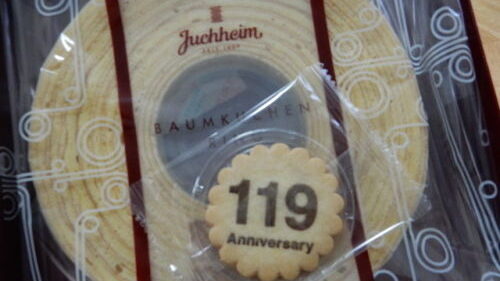 Juchheim
BAUMKUCHEN
119
Anniversary